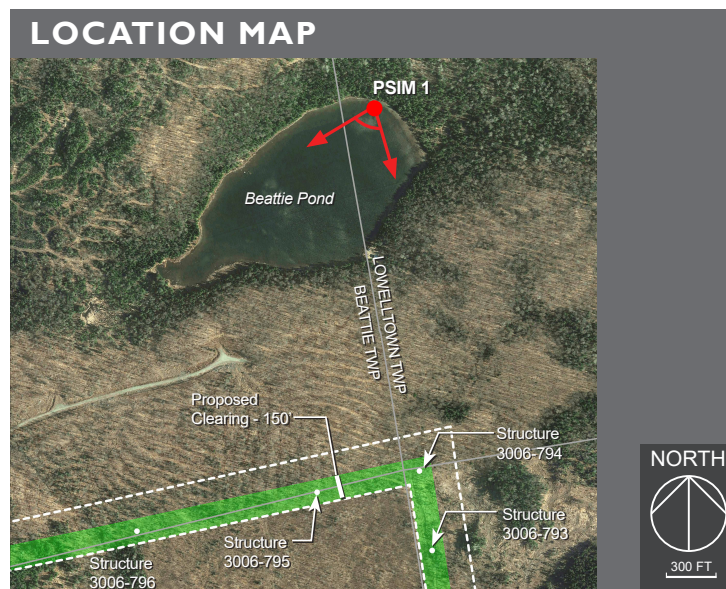 LOCATION MAP
PSIM 1
Beattie Pond
LOWELLTOWN TWP
BEATTIE TWP
Proposed
Clearing - 150'
Structure
3006-794
Structure
3006-793
Structure
3006-795
Structure
3006-796
NORTH
300 FT